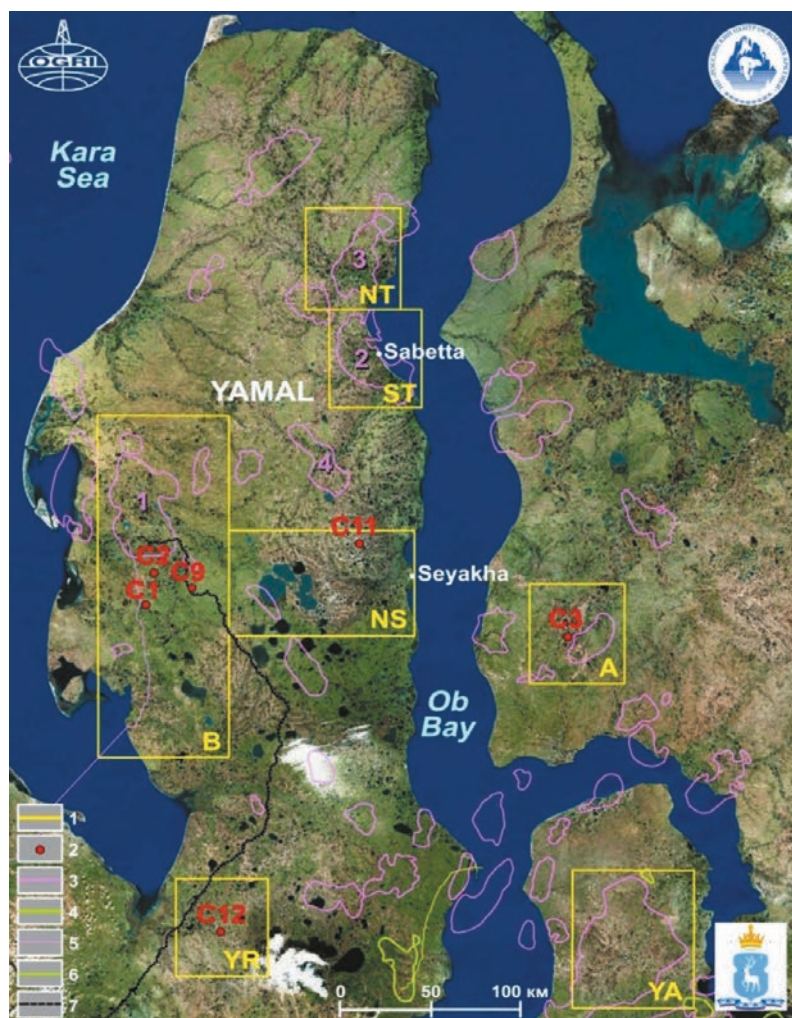 OGRI
Kara
Sea
3
NT
2
Sabetta
YAMAL
ST
4
1
C11
C2
C9
Seyakha
C1
C3
NS
A
Ob
Bay
B
1
2
3
4
5
6
7
C12
YR
YA
0 50 100 км